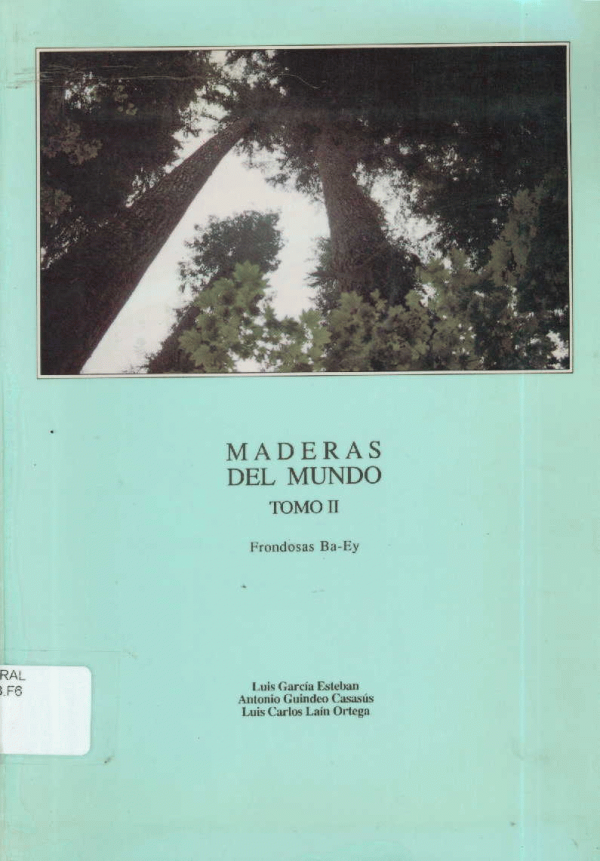 MADERAS
DEL MUNDO
TOMO II
Frondosas Ba-Ey
RAL
.F6
Luis García Esteban
Antonio Guindeo Casasús
Luis Carlos Laín Ortega